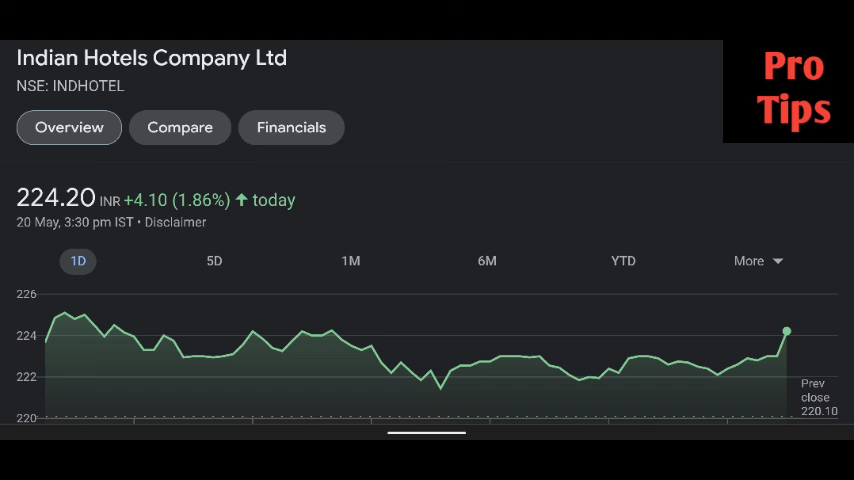 Indian Hotels Company Ltd
NSE: INDHOTEL
Pro
Tips
Overview
Compare
Financials
224.20 INR +4.10 (1.86%) ↑ today
20 May, 3:30 pm IST • Disclaimer
1D
5D
1M
6M
YTD
More
226
224
222
220
Prev
close
220.10